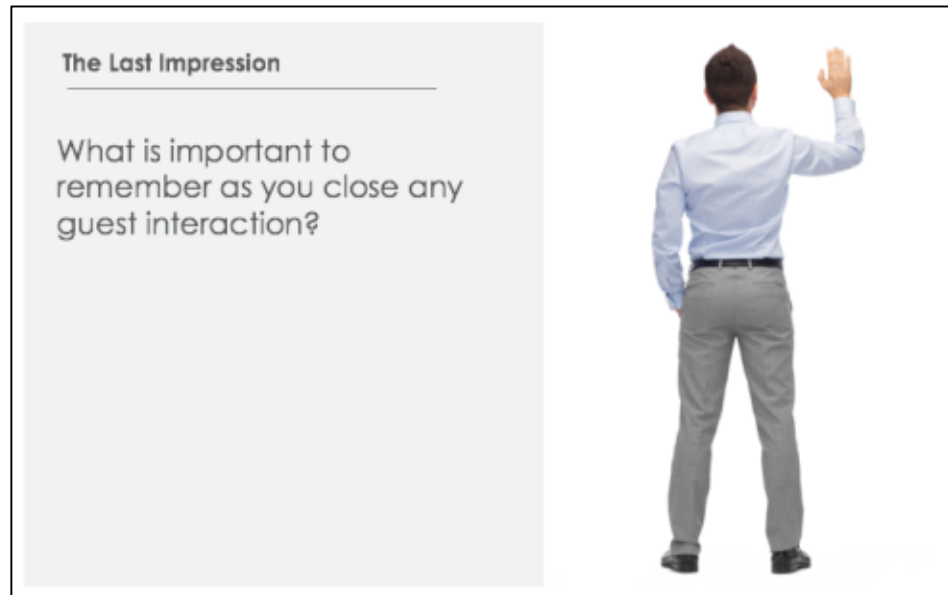 The Last Impression
What is important to
remember as you close any
guest interaction?